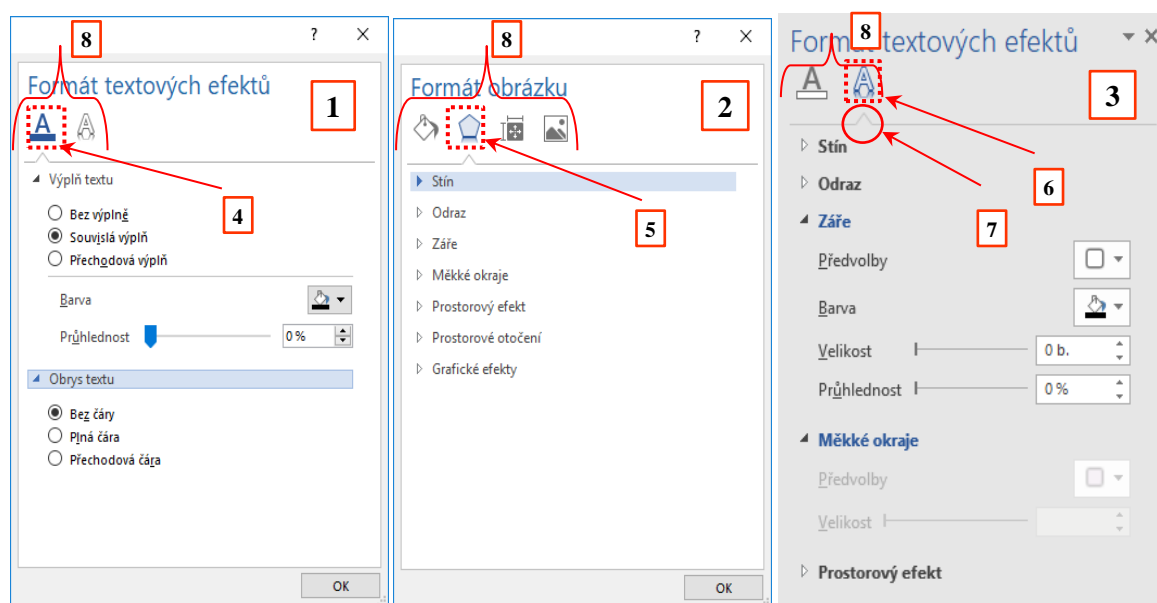 8
? ×
Formát textových efektů
1
A A
Výplň textu
4
Bez výplně
Souvislá výplň
Přechodová výplň
Barva
Průhlednost 0 %
Obrys textu
Bez čáry
Plná čára
Přechodová čára
OK
8
? ×
Formát obrázku
2
Stín
Odraz
5
Záře
Měkké okraje
Prostorový efekt
Prostorové otočení
Grafické efekty
OK
8
Formát textových efektů
A A
3
Stín
Odraz
6
Záře
7
Předvolby
Barva
Velikost 0 b.
Průhlednost 0 %
Měkké okraje
Předvolby
Velikost
Prostorový efekt